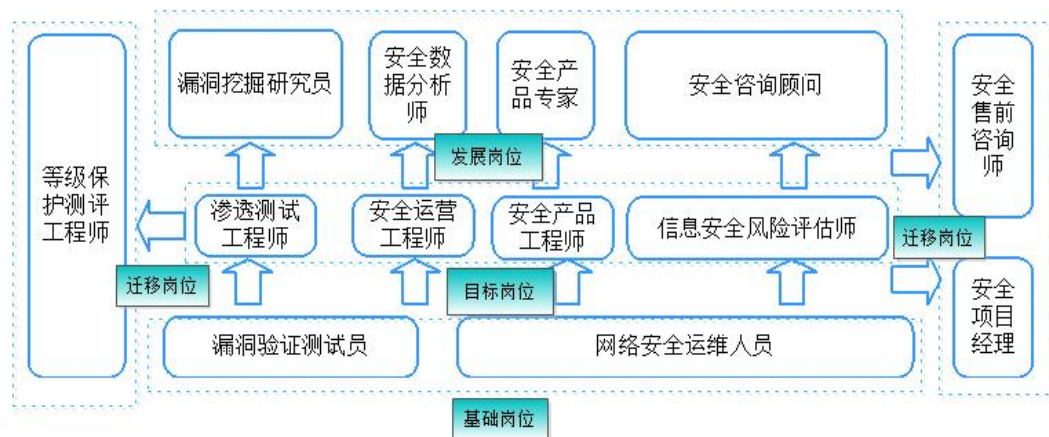 等级保
护测评
工程师
漏洞挖掘研究员
安全数
据分析
师
安全产
品专家
安全咨询顾问
安全
售前
咨询
师
发展岗位
渗透测试
工程师
安全运营
工程师
安全产品
工程师
信息安全风险评估师
迁移岗位
迁移岗位
目标岗位
安全
项目
经理
漏洞验证测试员
网络安全运维人员
基础岗位